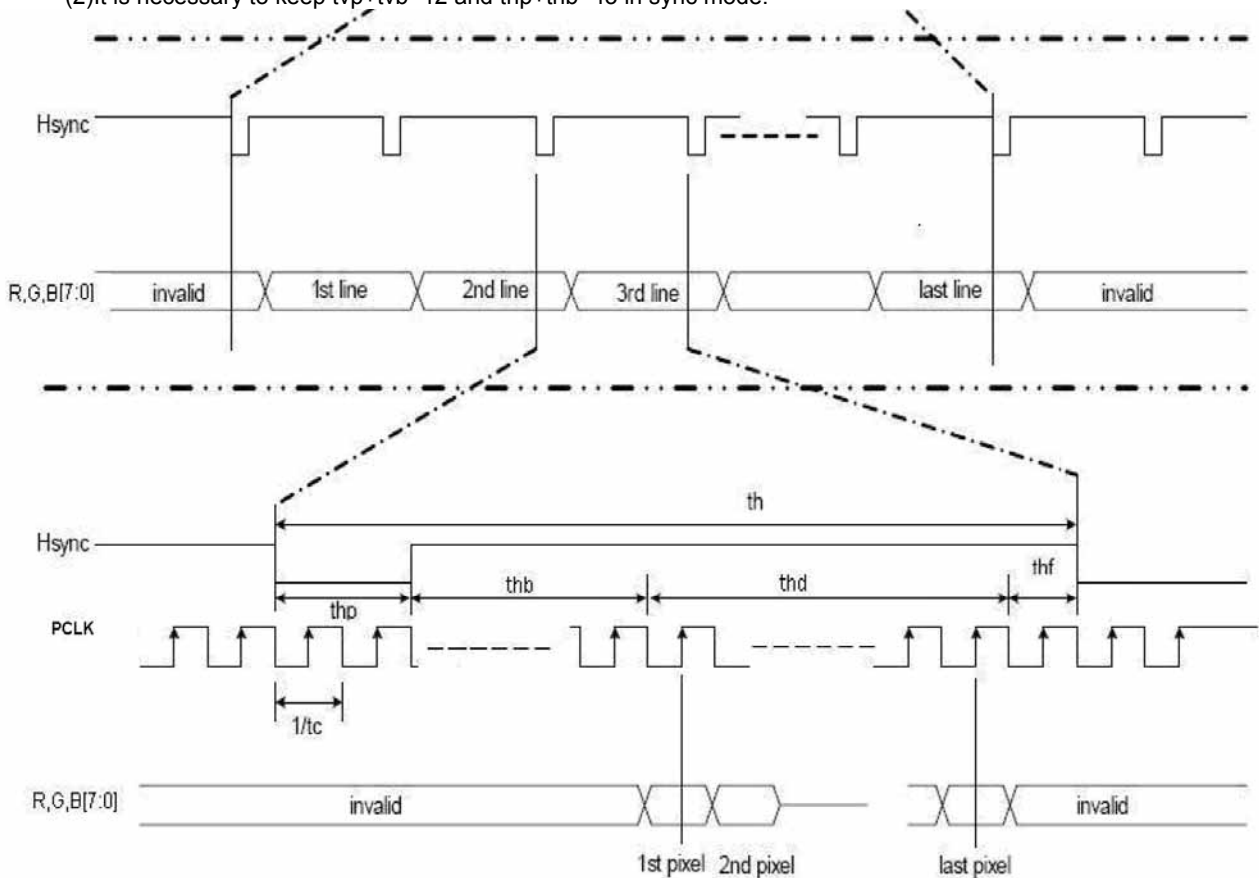 (2)It is necessary to keep tvp+tvb=12 and thp+thb=43 in sync mode.
Hsync
R,G,B[7:0] invalid 1st line 2nd line 3rd line last line invalid
th
Hsync
thf
thb thd
thp
PCLK
1/tc
R,G,B[7:0] invalid invalid
1st pixel 2nd pixel last pixel